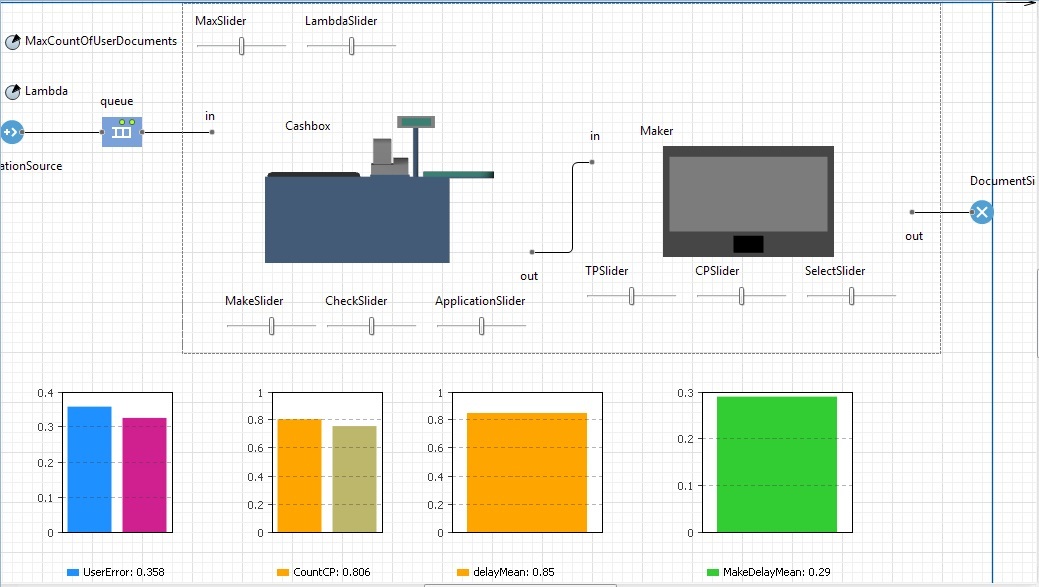 MaxSlider
LambdaSlider
MaxCountOfUserDocuments
Lambda
queue
in
Cashbox
in
Maker
ationSource
DocumentSi
out
out
TPSlider
CPSlider
SelectSlider
MakeSlider
CheckSlider
ApplicationSlider
0.4
0.3
0.2
0.1
0
UserError: 0.358
1
0.8
0.6
0.4
0.2
0
CountCP: 0.806
1
0.8
0.6
0.4
0.2
0
delayMean: 0.85
0.3
0.2
0.1
0
MakeDelayMean: 0.29